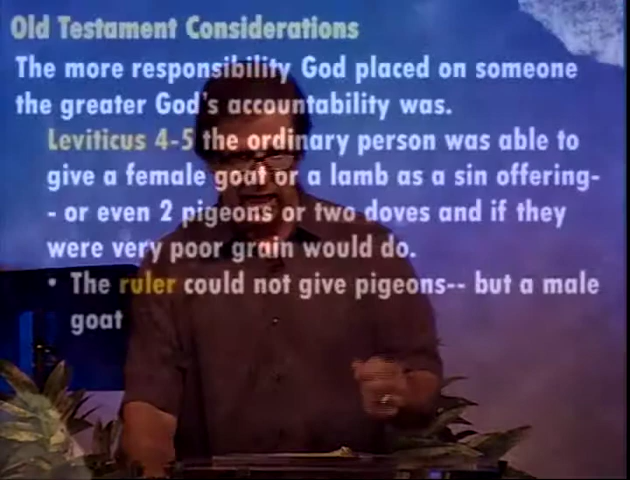 Old Testament Considerations
The more responsibility God placed on someone
the greater God's accountability was.
Leviticus 4-5 the ordinary person was able to
give a female goat or a lamb as a sin offering-
- or even 2 pigeons or two doves and if they
were very poor grain would do.
• The ruler could not give pigeons-- but a male
goat